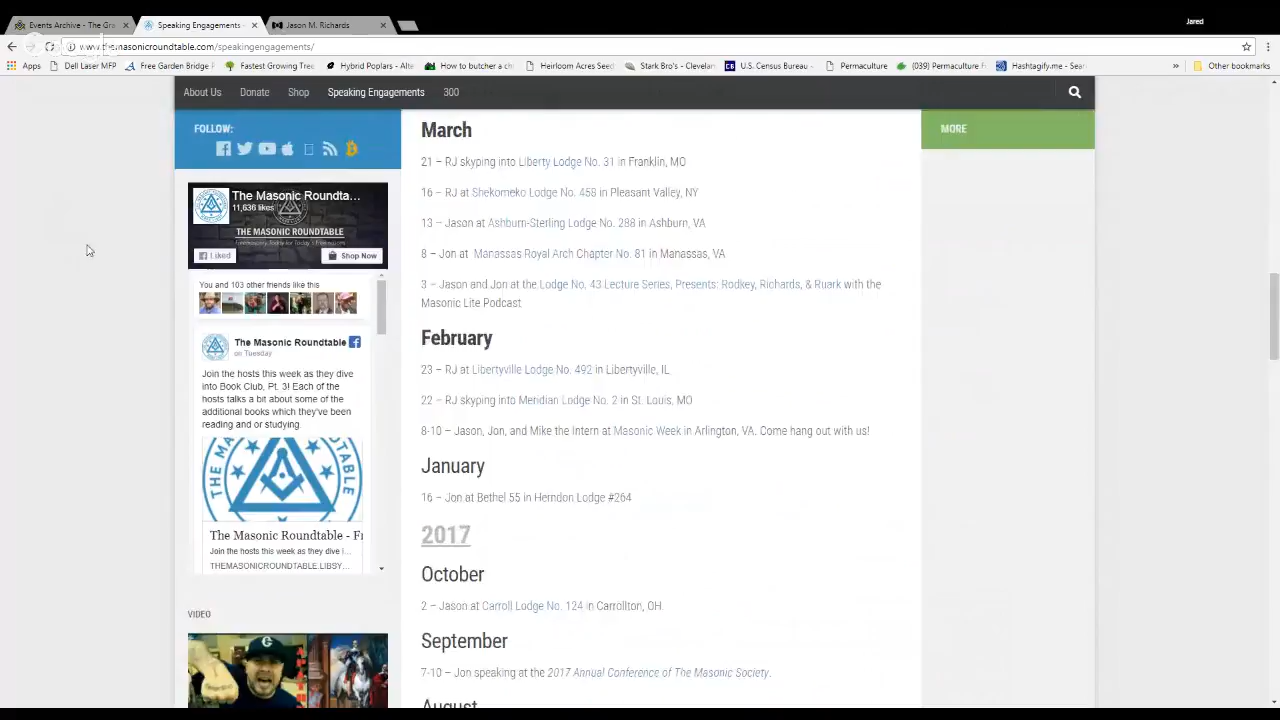 Events Archive - The Gra
Speaking Engagements -
Jason M. Richards
Jared
masonicroundtable.com/speakingengagements/
Apps
Dell Laser MFP
Free Garden Bridge P
Fastest Growing Tree
Hybrid Poplars - Alte
How to butcher a ch
Heirloom Acres Seed
Stark Bro's - Clevelan
U.S. Census Bureau -
Permaculture
(039) Permaculture F
Hashtagify.me - Sear
»
Other bookmarks
About Us
Donate
Shop
Speaking Engagements
300
FOLLOW:
The Masonic Roundta...
11,636 likes
THE MASONIC ROUNDTABLE
Freemasonry Today for Today's Freemasons
Liked
Shop Now
You and 103 other friends like this
The Masonic Roundtable
on Tuesday
Join the hosts this week as they dive
into Book Club, Pt. 3! Each of the
hosts talks a bit about some of the
additional books which they've been
reading and or studying.
THE MASONIC ROUNDTABLE
The Masonic Roundtable - Fr
Join the hosts this week as they dive i...
THEMASONICROUNDTABLE.LIBSY...
VIDEO
March
21 – RJ skyping into Liberty Lodge No. 31 in Franklin, MO
16 – RJ at Shekomeko Lodge No. 458 in Pleasant Valley, NY
13 – Jason at Ashburn-Sterling Lodge No. 288 in Ashburn, VA
8 – Jon at Manassas Royal Arch Chapter No. 81 in Manassas, VA
3 – Jason and Jon at the Lodge No. 43 Lecture Series, Presents: Rodkey, Richards, & Ruark with the
Masonic Lite Podcast
February
23 – RJ at Libertyville Lodge No. 492 in Libertyville, IL
22 – RJ skyping into Meridian Lodge No. 2 in St. Louis, MO
8-10 – Jason, Jon, and Mike the Intern at Masonic Week in Arlington, VA. Come hang out with us!
January
16 – Jon at Bethel 55 in Herndon Lodge #264
2017
October
2 – Jason at Carroll Lodge No. 124 in Carrollton, OH
September
7-10 – Jon speaking at the 2017 Annual Conference of The Masonic Society.
August
MORE